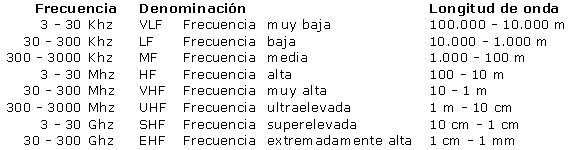 Frecuencia Denominación Longitud de onda
3 - 30 Khz VLF Frecuencia muy baja 100.000 - 10.000 m
30 - 300 Khz LF Frecuencia baja 10.000 - 1.000 m
300 - 3000 Khz MF Frecuencia media 1.000 - 100 m
3 - 30 Mhz HF Frecuencia alta 100 - 10 m
30 - 300 Mhz VHF Frecuencia muy alta 10 - 1 m
300 - 3000 Mhz UHF Frecuencia ultraelevada 1 m - 10 cm
3 - 30 Ghz SHF Frecuencia superelevada 10 cm - 1 cm
30 - 300 Ghz EHF Frecuencia extremadamente alta 1 cm - 1 mm